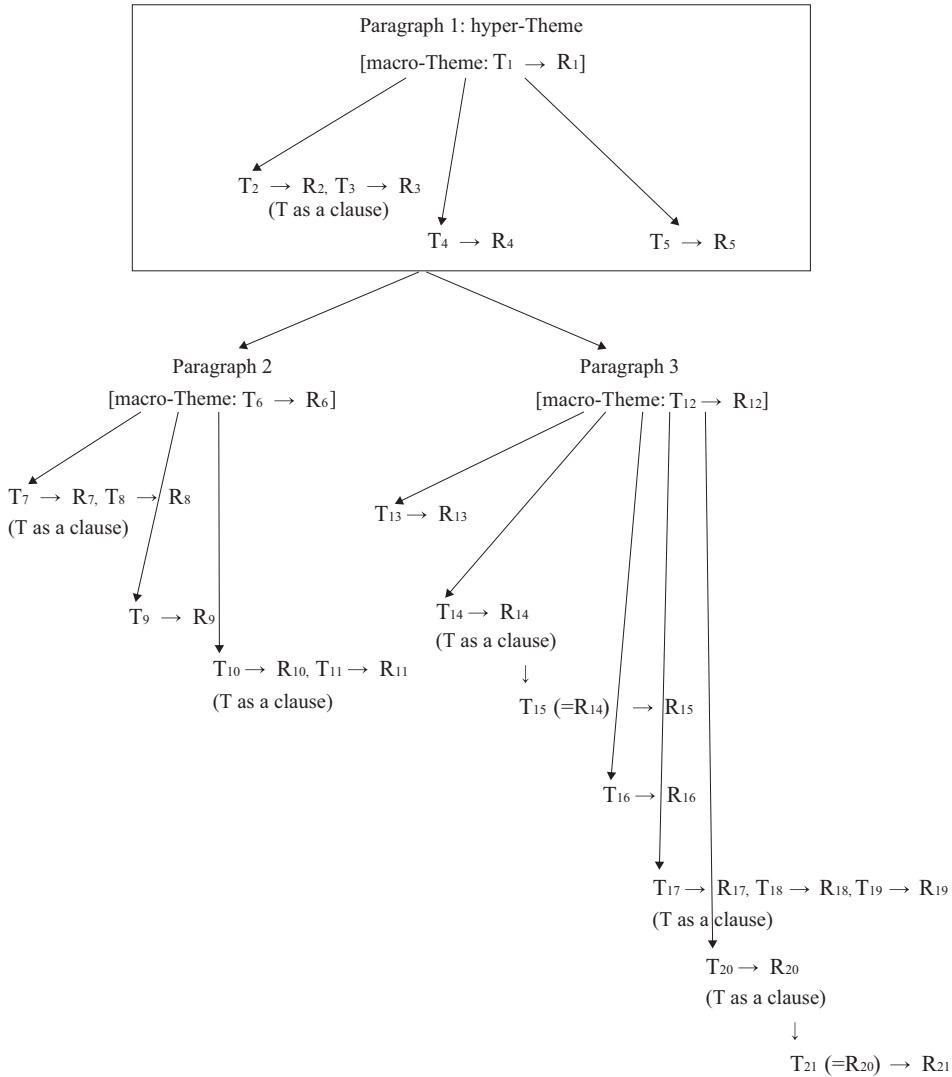 Paragraph 1: hyper-Theme
[macro-Theme: T1 → R1]
T2 → R2, T3 → R3
(T as a clause)
T4 → R4
T5 → R5
Paragraph 2
[macro-Theme: T6 → R6]
T7 → R7, T8 → R8
(T as a clause)
T9 → R9
T10 → R10, T11 → R11
(T as a clause)
Paragraph 3
[macro-Theme: T12 → R12]
T13 → R13
T14 → R14
(T as a clause)
↓
T15 (=R14) → R15
T16 → R16
T17 → R17, T18 → R18, T19 → R19
(T as a clause)
T20 → R20
(T as a clause)
↓
T21 (=R20) → R21